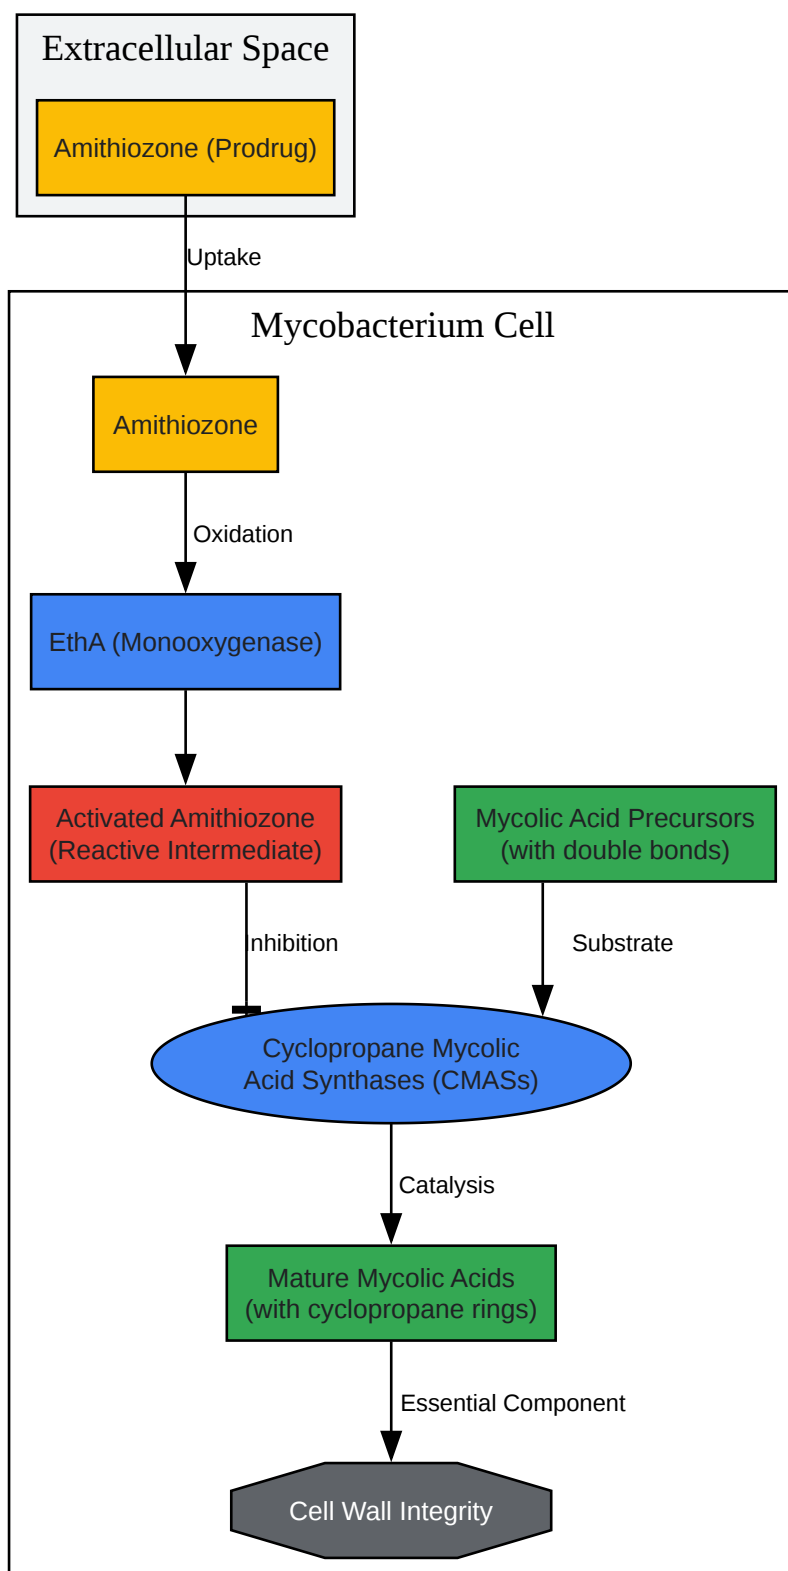 Extracellular Space
Amithiozone (Prodrug)
Uptake
Mycobacterium Cell
Amithiozone
Oxidation
EthA (Monooxygenase)
Activated Amithiozone
(Reactive Intermediate)
Mycolic Acid Precursors
(with double bonds)
Inhibition
Substrate
Cyclopropane Mycolic
Acid Synthases (CMASs)
Catalysis
Mature Mycolic Acids
(with cyclopropane rings)
Essential Component
Cell Wall Integrity